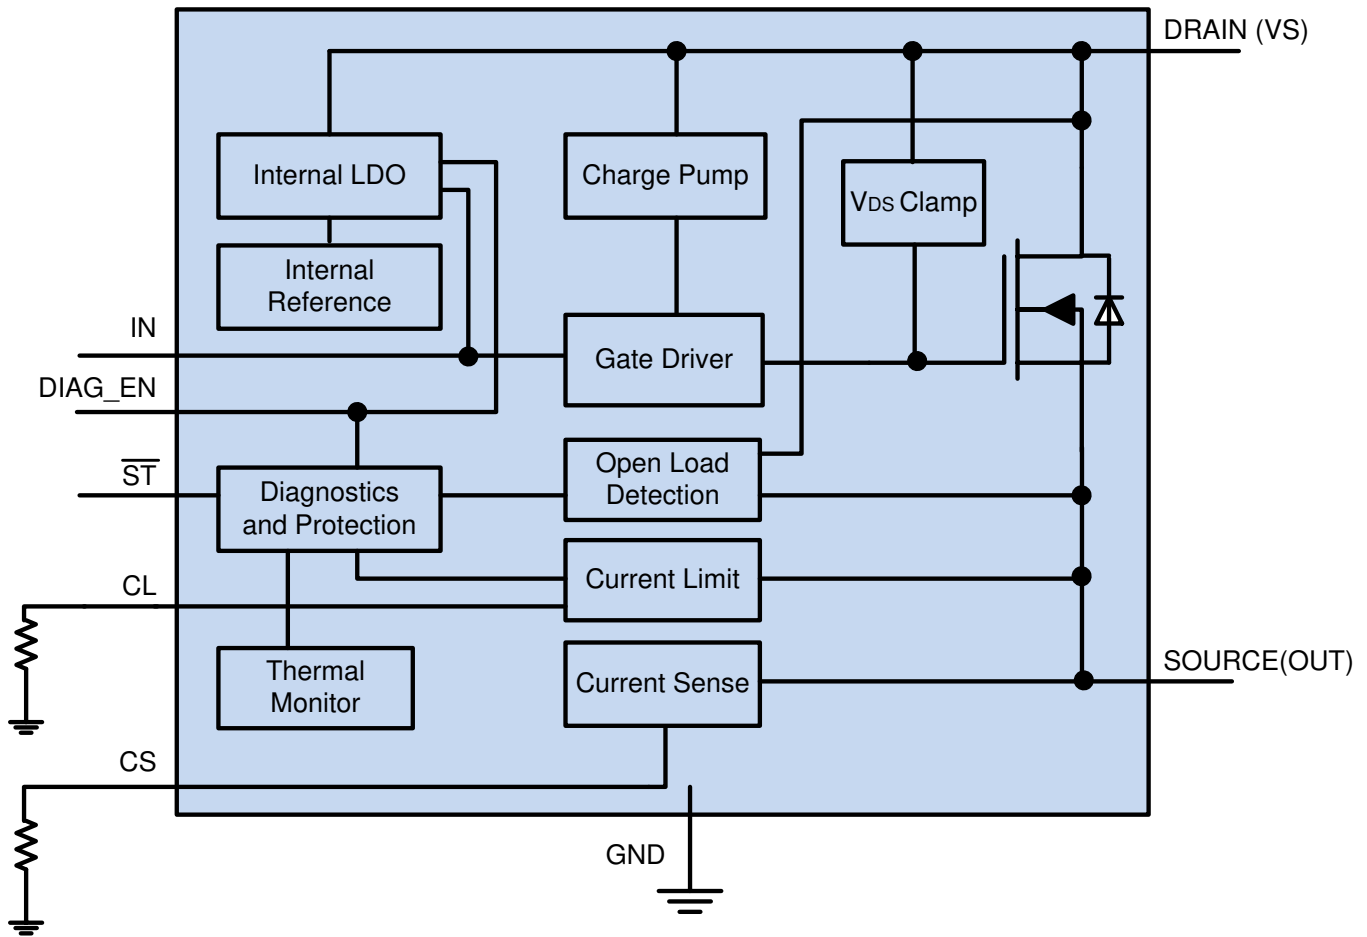 DRAIN (VS)
Internal LDO
Charge Pump
VDS Clamp
Internal
Reference
IN
Gate Driver
DIAG_EN
ST
Diagnostics
and Protection
Open Load
Detection
CL
Current Limit
Thermal
Monitor
Current Sense
SOURCE(OUT)
CS
GND